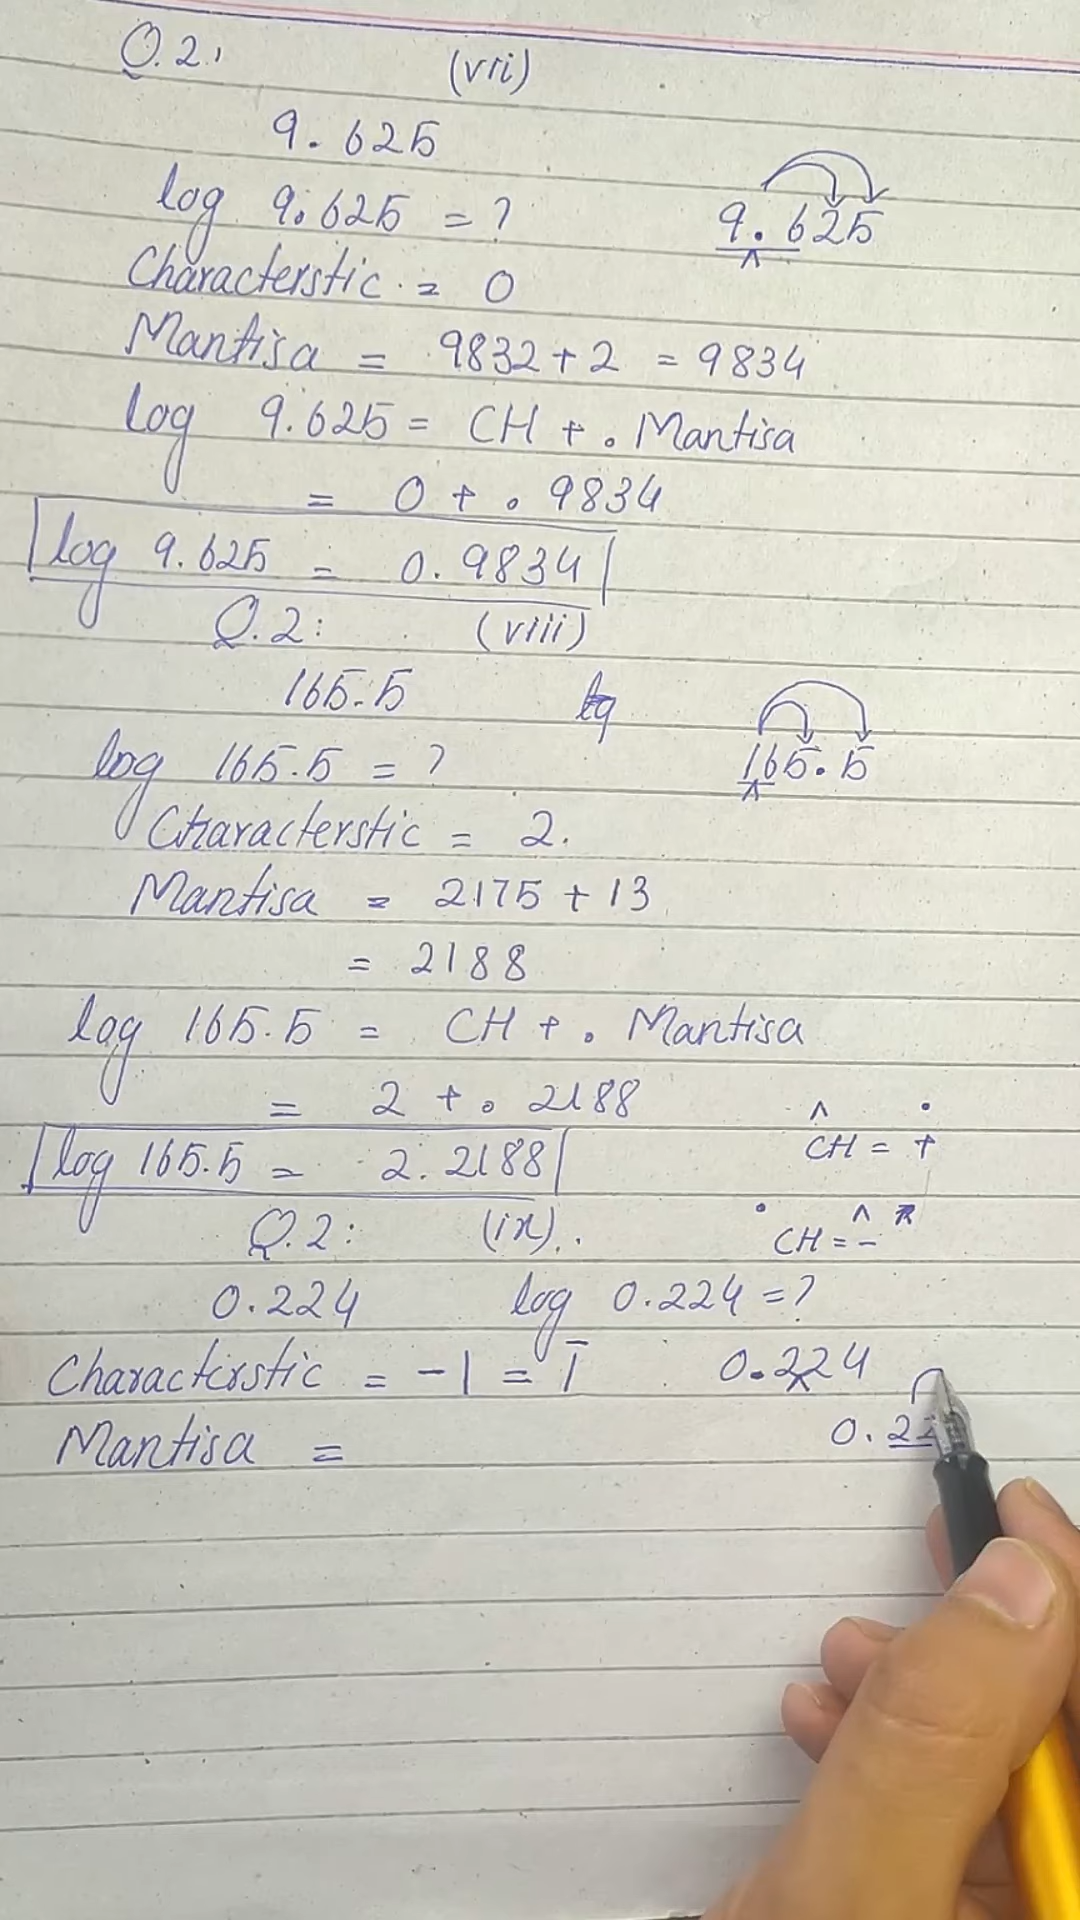 Q.2: (vii)
9.625
log 9.625 = ?
9.625
Characterstic = 0
Mantisa = 9832 + 2 = 9834
log 9.625 = CH + . Mantisa
= 0 + . 9834
log 9.625 = 0.9834
Q.2: (viii)
165.5
log 165.5 = ?
165.5
Characterstic = 2.
Mantisa = 2175 + 13
= 2188
log 165.5 = CH + . Mantisa
= 2 + . 2188
^ .
CH = +
log 165.5 = 2.2188
Q.2: (ix).
. ^
CH = -
0.224 log 0.224 = ?
Characterstic = -1 = 1̅ 0.224
Mantisa = 0.22